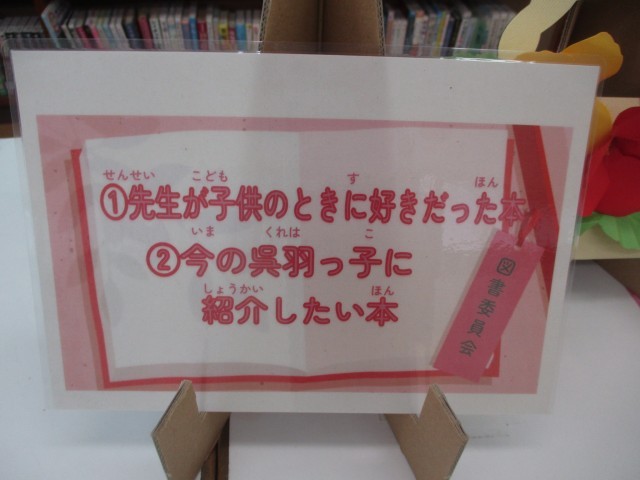 せんせい こども す ほん
①先生が子供のときに好きだった本
いま くれは こ
②今の呉羽っ子に
しょうかい ほん
紹介したい本
図書委員会